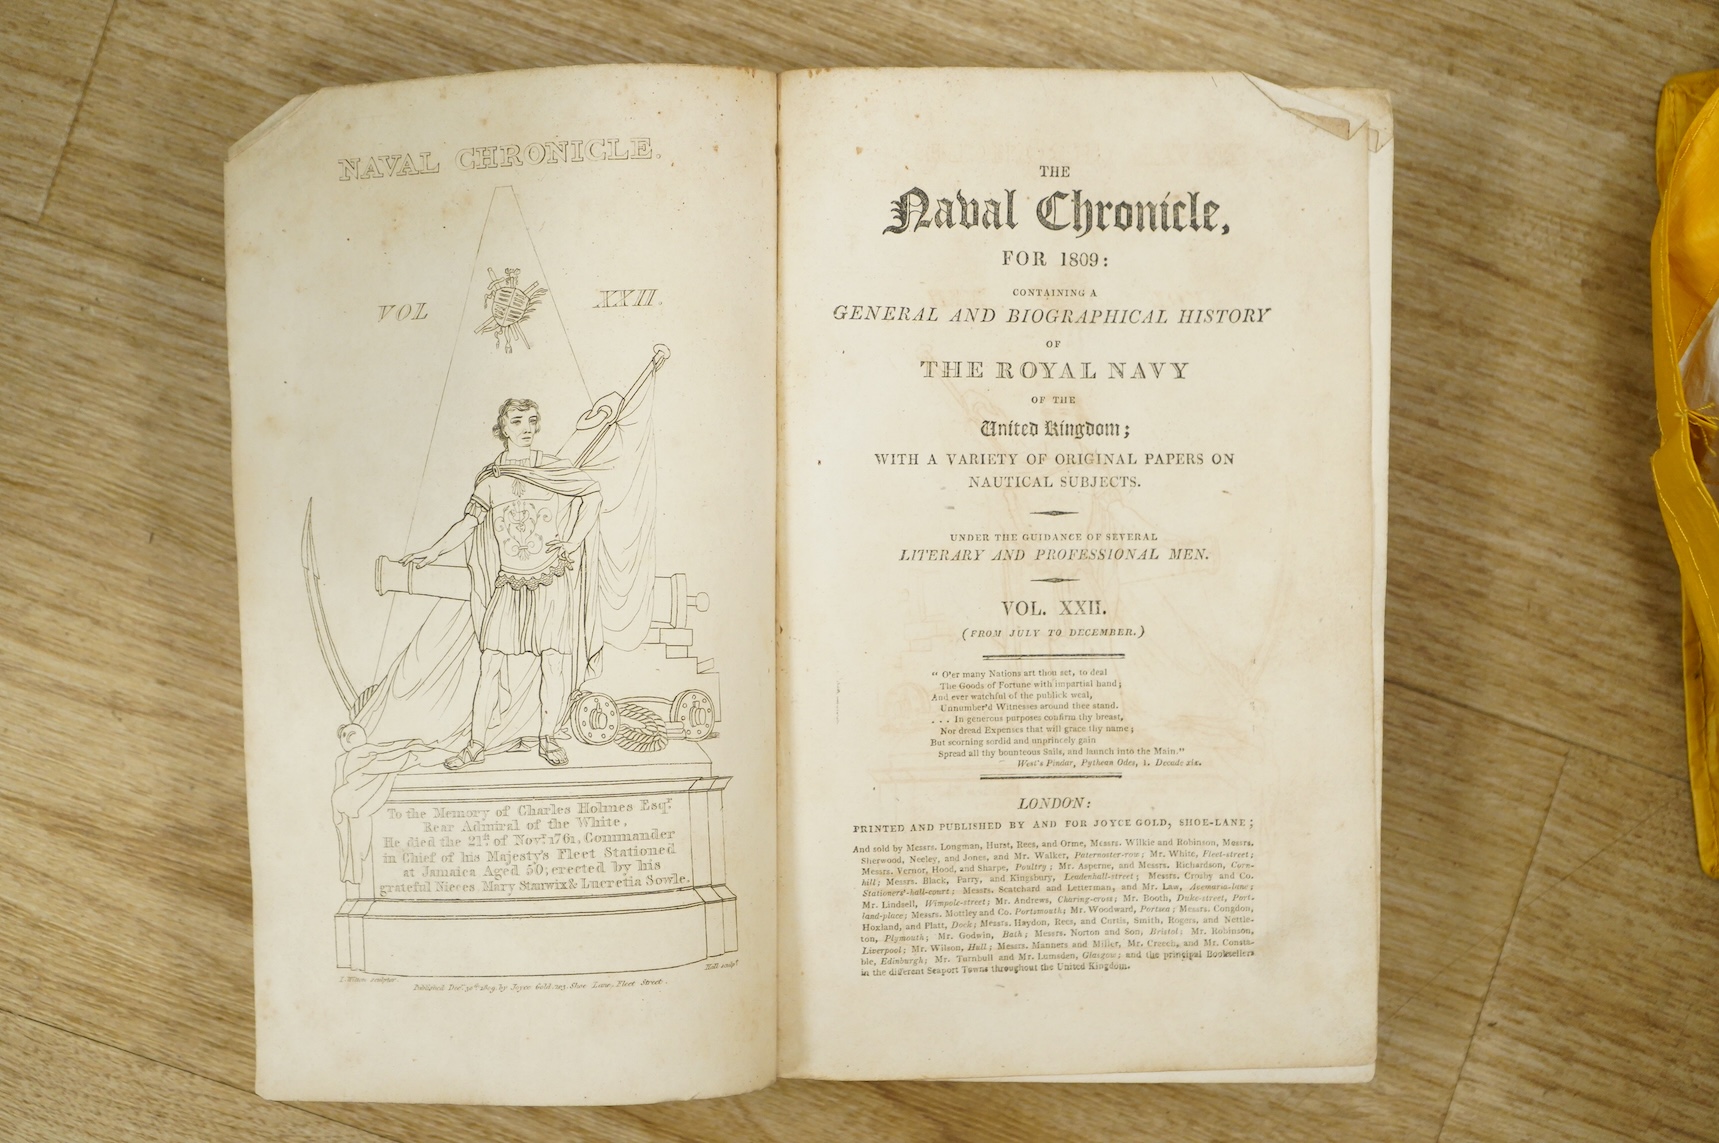 NAVAL CHRONICLE.
VOL XXII.
To the Memory of Charles Holmes Esqr
Rear Admiral of the White,
He died the 21st of Novr 1761, Commander
in Chief of his Majesty's Fleet Stationed
at Jamaica Aged 50; erected by his
grateful Nieces Mary Stanwix & Lucretia Sowle.
sculptor
Hall sculpt
Published Decr 30th 1809, by Joyce Gold, 103, Shoe Lane, Fleet Street.
THE
Naval Chronicle,
FOR 1809:
CONTAINING A
GENERAL AND BIOGRAPHICAL HISTORY
OF
THE ROYAL NAVY
OF THE
United Kingdom;
WITH A VARIETY OF ORIGINAL PAPERS ON
NAUTICAL SUBJECTS.
UNDER THE GUIDANCE OF SEVERAL
LITERARY AND PROFESSIONAL MEN.
VOL. XXII.
(FROM JULY TO DECEMBER.)
" O'er many Nations art thou set, to deal
The Goods of Fortune with impartial hand;
And ever watchful of the publick weal,
Unnumber'd Witnesses around thee stand.
. . . In generous purposes confirm thy breast,
Nor dread Expenses that will grace thy name;
But scorning sordid and unprincely gain
Spread all thy bounteous Sails, and launch into the Main."
West's Pindar, Pythean Odes, 1. Decade xix.
LONDON:
PRINTED AND PUBLISHED BY AND FOR JOYCE GOLD, SHOE-LANE;
And sold by Messrs. Longman, Hurst, Rees, and Orme, Messrs. Wilkie and Robinson, Messrs.
Sherwood, Neeley, and Jones, and Mr. Walker, Paternoster-row; Mr. White, Fleet-street;
Messrs. Vernor, Hood, and Sharpe, Poultry; Mr. Asperne, and Messrs. Richardson, Corn-
hill; Messrs. Black, Parry, and Kingsbury, Leadenhall-street; Messrs. Crosby and Co.
Stationers'-hall-court; Messrs. Scatchard and Letterman, and Mr. Law, Avemaria-lane;
Mr. Lindsell, Wimpole-street; Mr. Andrews, Charing-cross; Mr. Booth, Duke-street, Port-
land-place; Messrs. Mottley and Co. Portsmouth; Mr. Woodward, Portsea; Messrs. Congdon,
Hoxland, and Platt, Dock; Messrs. Haydon, Rees, and Curtis, Smith, Rogers, and Nettle-
ton, Plymouth; Mr. Godwin, Bath; Messrs. Norton and Son, Bristol; Mr. Robinson,
Liverpool; Mr. Wilson, Hull; Messrs. Manners and Miller, Mr. Creech, and Mr. Consta-
ble, Edinburgh; Mr. Turnbull and Mr. Lumsden, Glasgow; and the principal Booksellers
in the different Seaport Towns throughout the United Kingdom.